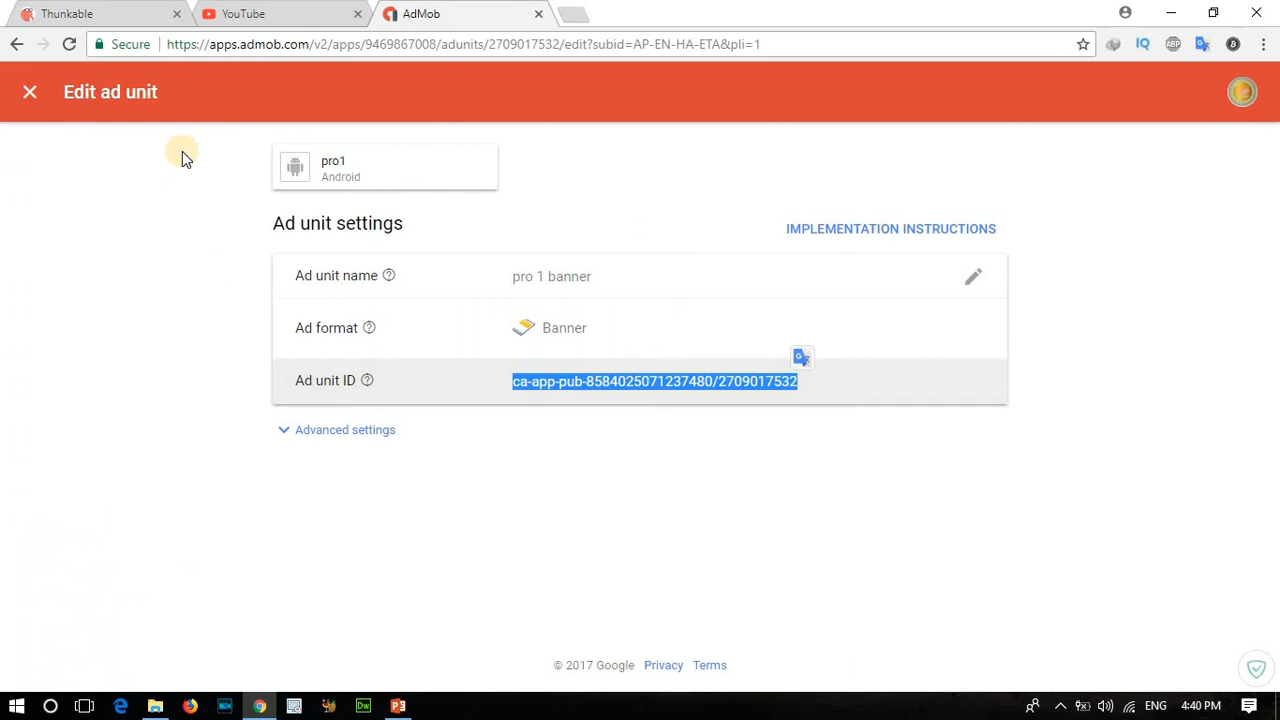 Thunkable
YouTube
AdMob
Secure
https://apps.admob.com/v2/apps/9469867008/adunits/2709017532/edit?subid=AP-EN-HA-ETA&pli=1
IQ
ABP
Edit ad unit
pro1
Android
Ad unit settings
IMPLEMENTATION INSTRUCTIONS
Ad unit name
pro 1 banner
Ad format
Banner
Ad unit ID
ca-app-pub-8584025071237480/2709017532
Advanced settings
© 2017 Google Privacy Terms
Dw
ENG
4:40 PM